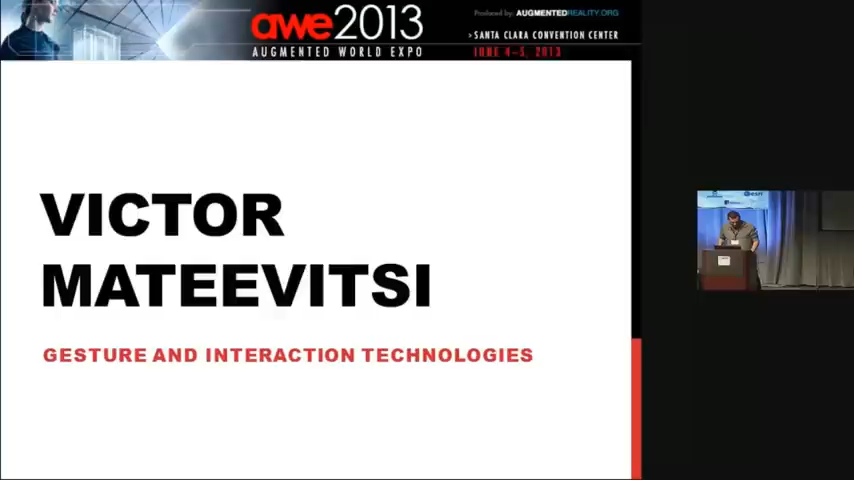 awe2013
AUGMENTED WORLD EXPO
Produced by: AUGMENTEDREALITY.ORG
>SANTA CLARA CONVENTION CENTER
JUNE 4-5, 2013
VICTOR
MATEEVITSI
GESTURE AND INTERACTION TECHNOLOGIES
esri